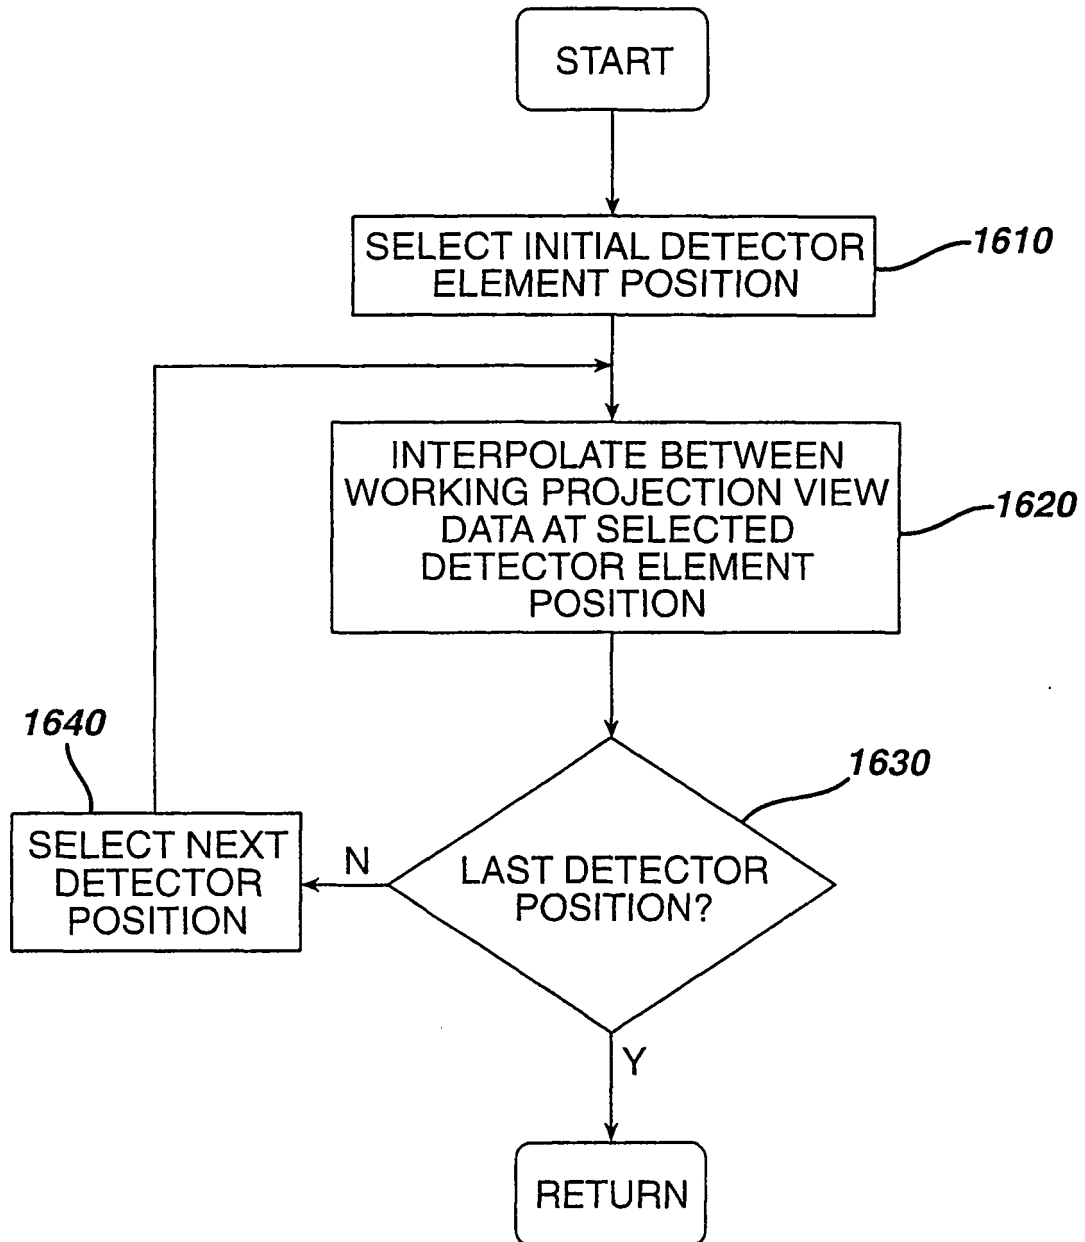 START
SELECT INITIAL DETECTOR
ELEMENT POSITION
1610
INTERPOLATE BETWEEN
WORKING PROJECTION VIEW
DATA AT SELECTED
DETECTOR ELEMENT
POSITION
1620
1640
1630
SELECT NEXT
DETECTOR
POSITION
N
LAST DETECTOR
POSITION?
Y
RETURN